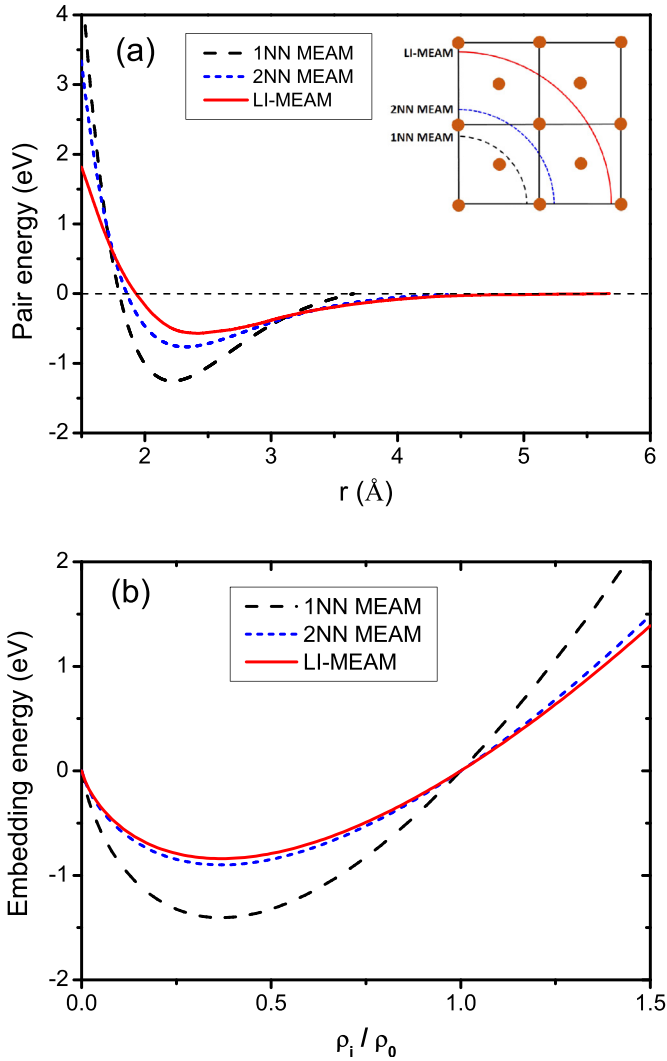 (a)
1NN MEAM
2NN MEAM
LI-MEAM
LI-MEAM
2NN MEAM
1NN MEAM
Pair energy (eV)
4
3
2
1
0
-1
-2
2
3
4
5
6
r (Å)
(b)
1NN MEAM
2NN MEAM
LI-MEAM
Embedding energy (eV)
2
1
0
-1
-2
0.0
0.5
1.0
1.5
ρi / ρ0